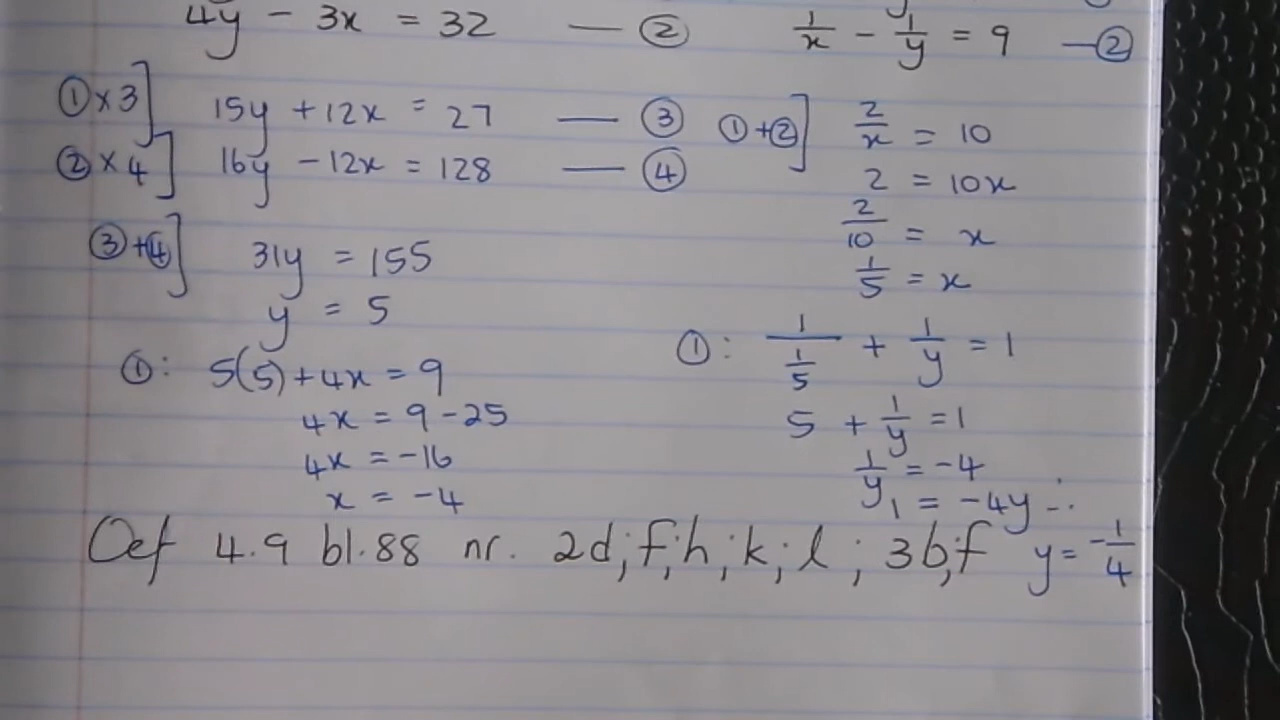 4y - 3x = 32 — ②
①×3] 15y + 12x = 27 — ③
②×4] 16y - 12x = 128 — ④
③+④] 31y = 155
y = 5
①: 5(5) + 4x = 9
4x = 9 - 25
4x = -16
x = -4
1/x - 1/y = 9 — ②
①+②] 2/x = 10
2 = 10x
2/10 = x
1/5 = x
①: 1/(1/5) + 1/y = 1
5 + 1/y = 1
1/y = -4
1 = -4y ∴
y = -1/4
Oef 4.9 bl.88 nr. 2d;f;h;k;l; 3b,f